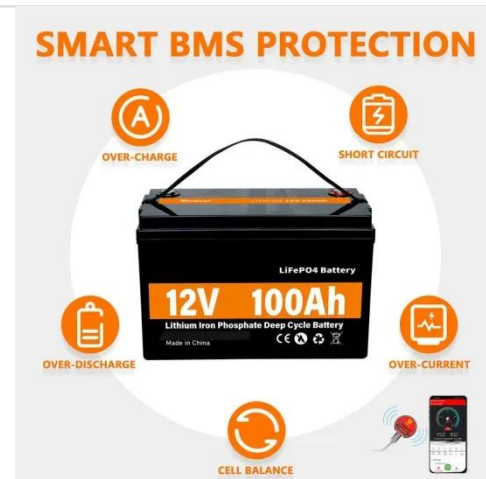 SMART BMS PROTECTION
OVER-CHARGE
SHORT CIRCUIT
LiFePO4 Battery
12V 100Ah
Lithium Iron Phosphate Deep Cycle Battery
Made in China
CE
OVER-DISCHARGE
OVER-CURRENT
CELL BALANCE